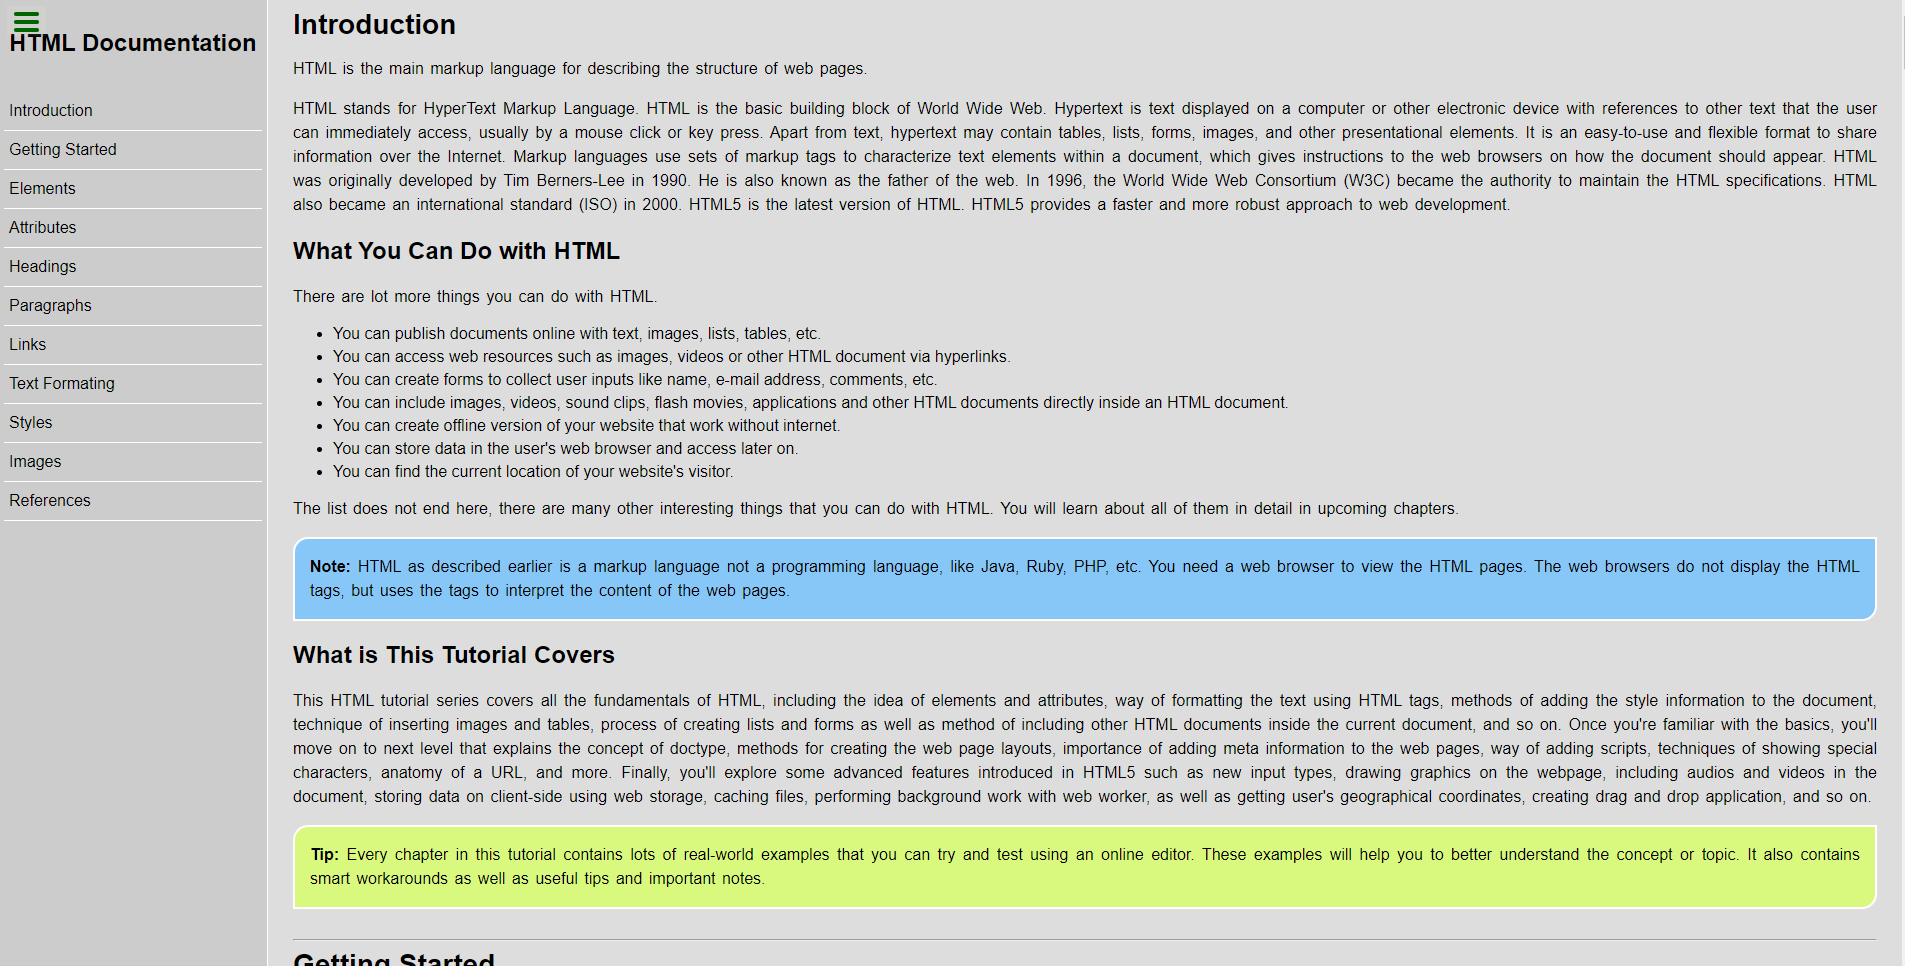 HTML Documentation
Introduction
Getting Started
Elements
Attributes
Headings
Paragraphs
Links
Text Formating
Styles
Images
References
Introduction
HTML is the main markup language for describing the structure of web pages.
HTML stands for HyperText Markup Language. HTML is the basic building block of World Wide Web. Hypertext is text displayed on a computer or other electronic device with references to other text that the user
can immediately access, usually by a mouse click or key press. Apart from text, hypertext may contain tables, lists, forms, images, and other presentational elements. It is an easy-to-use and flexible format to share
information over the Internet. Markup languages use sets of markup tags to characterize text elements within a document, which gives instructions to the web browsers on how the document should appear. HTML
was originally developed by Tim Berners-Lee in 1990. He is also known as the father of the web. In 1996, the World Wide Web Consortium (W3C) became the authority to maintain the HTML specifications. HTML
also became an international standard (ISO) in 2000. HTML5 is the latest version of HTML. HTML5 provides a faster and more robust approach to web development.
What You Can Do with HTML
There are lot more things you can do with HTML.
• You can publish documents online with text, images, lists, tables, etc.
• You can access web resources such as images, videos or other HTML document via hyperlinks.
• You can create forms to collect user inputs like name, e-mail address, comments, etc.
• You can include images, videos, sound clips, flash movies, applications and other HTML documents directly inside an HTML document.
• You can create offline version of your website that work without internet.
• You can store data in the user's web browser and access later on.
• You can find the current location of your website's visitor.
The list does not end here, there are many other interesting things that you can do with HTML. You will learn about all of them in detail in upcoming chapters.
Note: HTML as described earlier is a markup language not a programming language, like Java, Ruby, PHP, etc. You need a web browser to view the HTML pages. The web browsers do not display the HTML
tags, but uses the tags to interpret the content of the web pages.
What is This Tutorial Covers
This HTML tutorial series covers all the fundamentals of HTML, including the idea of elements and attributes, way of formatting the text using HTML tags, methods of adding the style information to the document,
technique of inserting images and tables, process of creating lists and forms as well as method of including other HTML documents inside the current document, and so on. Once you're familiar with the basics, you'll
move on to next level that explains the concept of doctype, methods for creating the web page layouts, importance of adding meta information to the web pages, way of adding scripts, techniques of showing special
characters, anatomy of a URL, and more. Finally, you'll explore some advanced features introduced in HTML5 such as new input types, drawing graphics on the webpage, including audios and videos in the
document, storing data on client-side using web storage, caching files, performing background work with web worker, as well as getting user's geographical coordinates, creating drag and drop application, and so on.
Tip: Every chapter in this tutorial contains lots of real-world examples that you can try and test using an online editor. These examples will help you to better understand the concept or topic. It also contains
smart workarounds as well as useful tips and important notes.
Getting Started